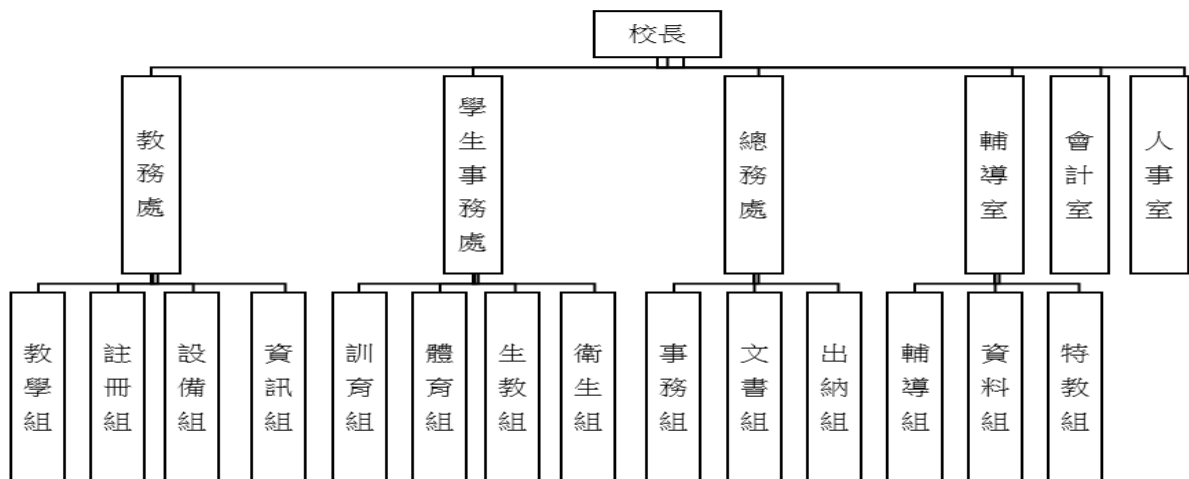 校長
教務處
學生事務處
總務處
輔導室
會計室
人事室
教學組
註冊組
設備組
資訊組
訓育組
體育組
生教組
衛生組
事務組
文書組
出納組
輔導組
資料組
特教組